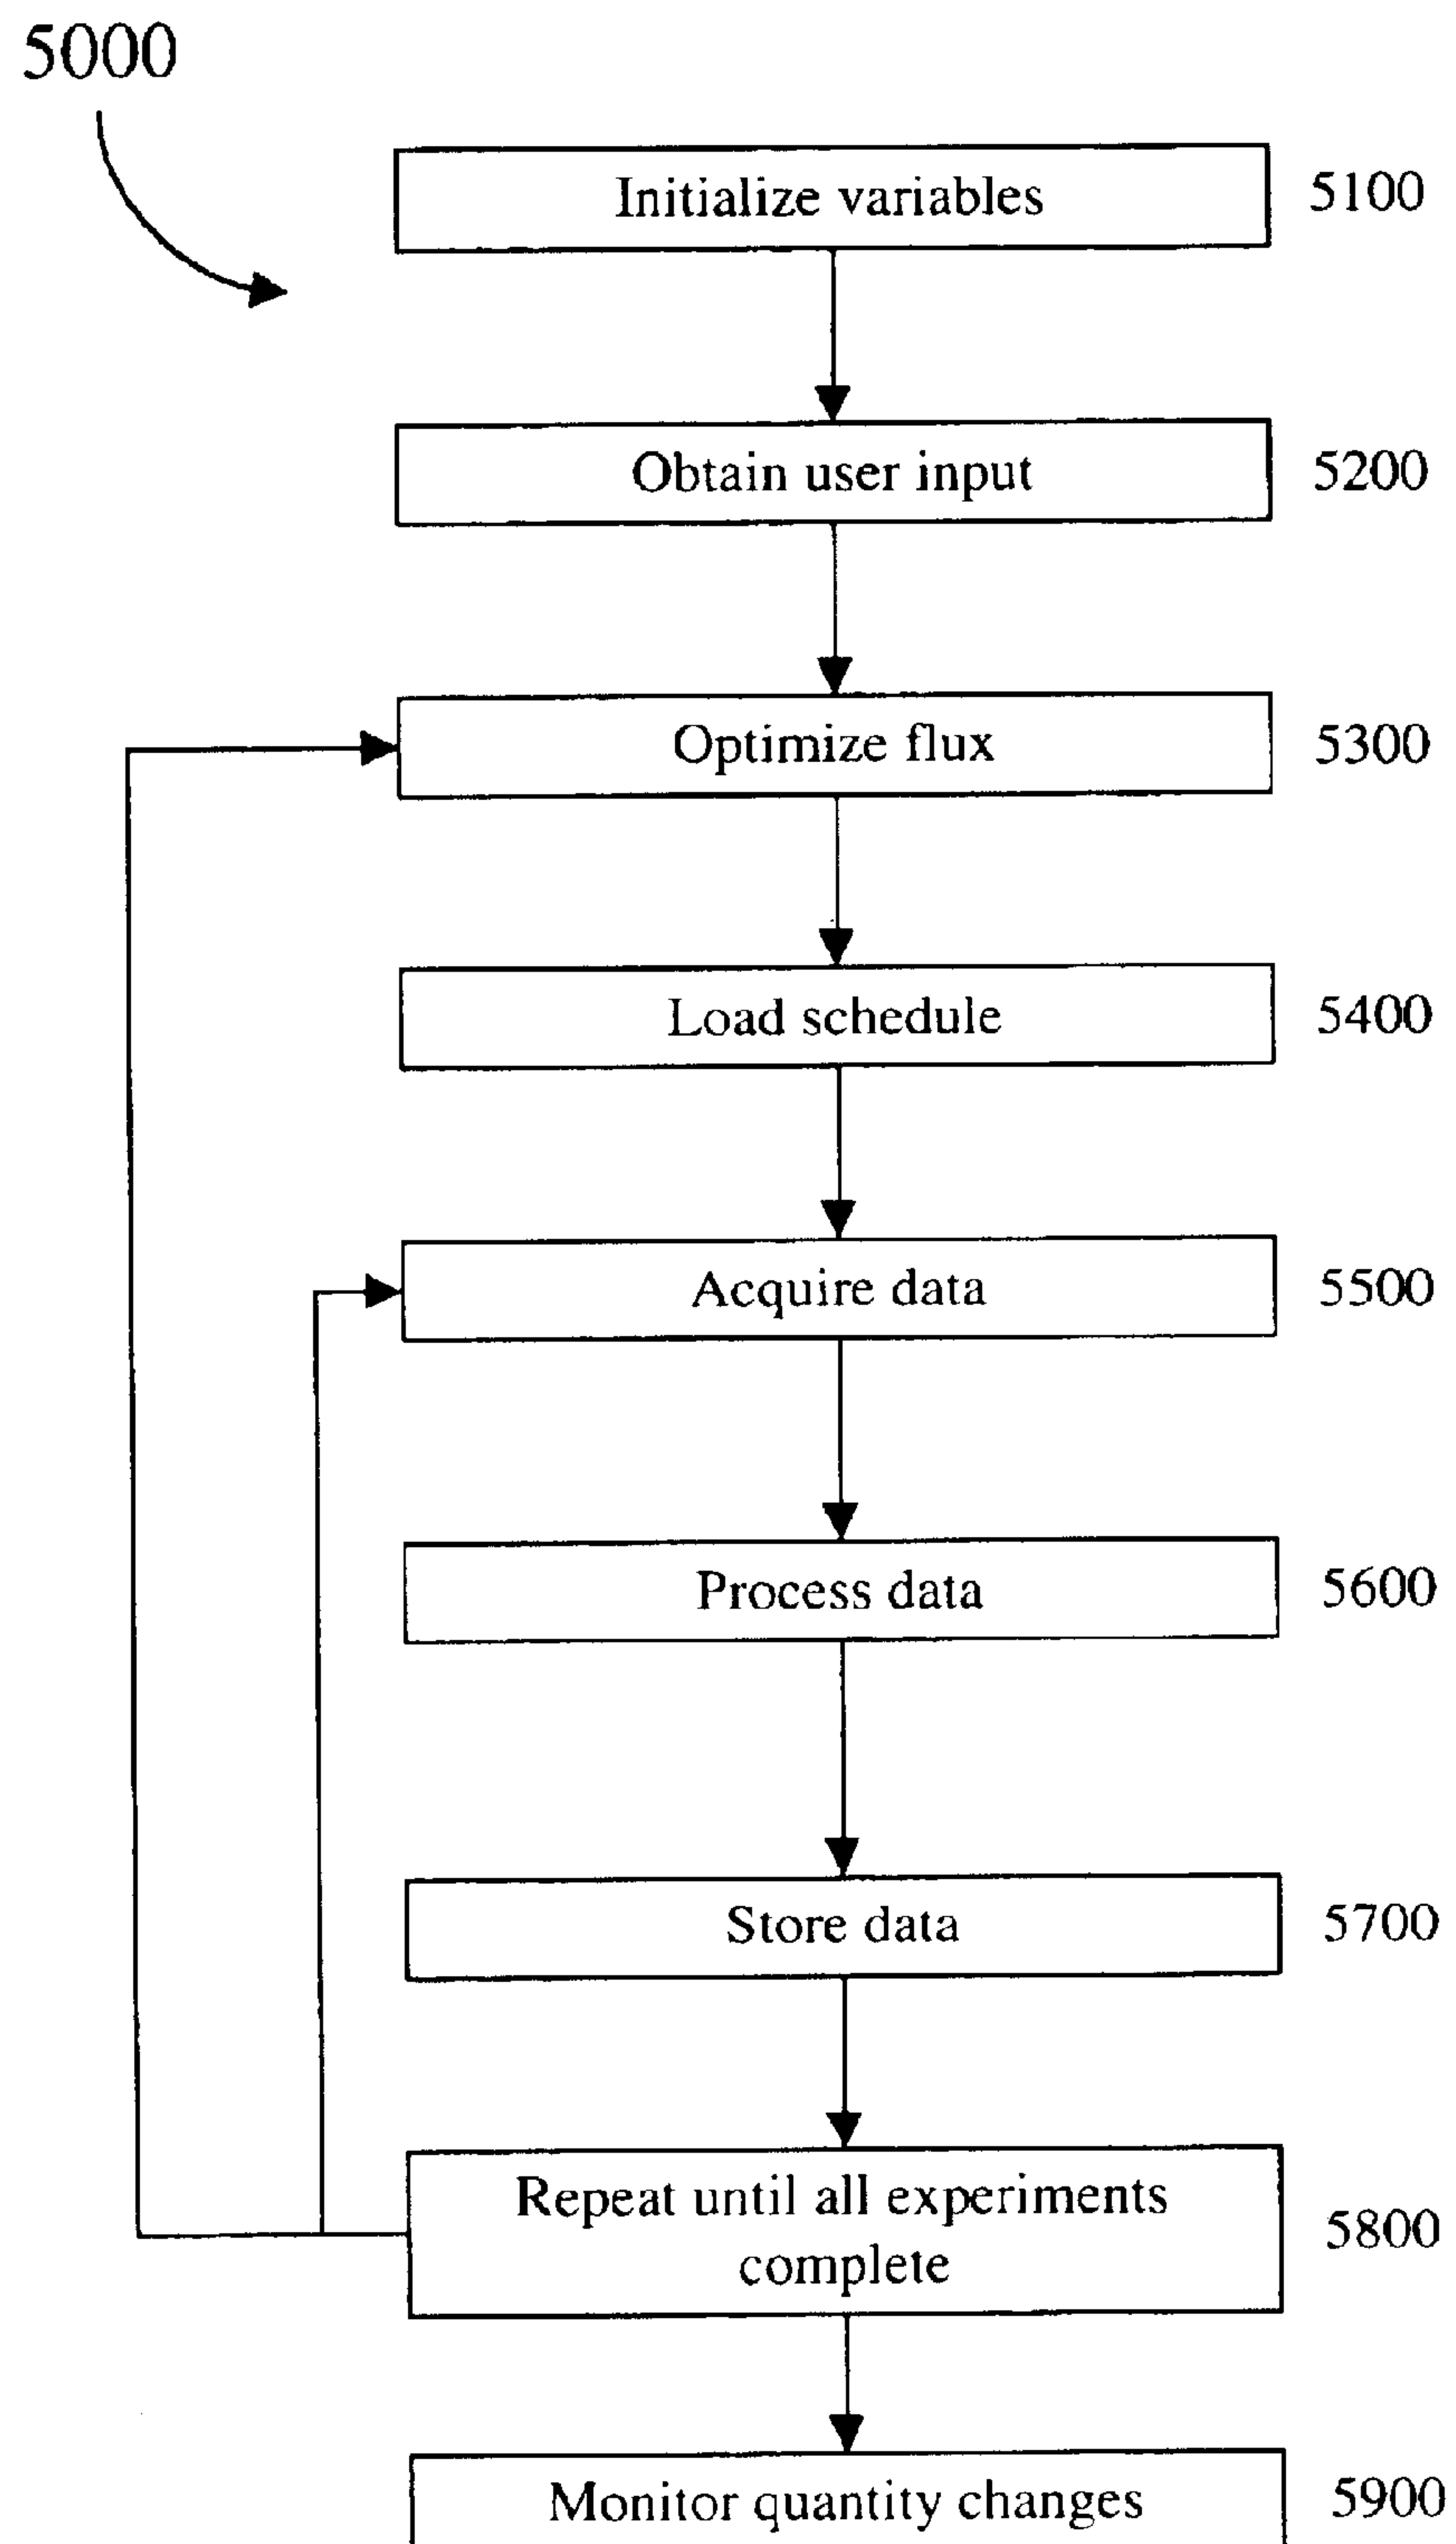 5000
Initialize variables 5100
Obtain user input 5200
Optimize flux 5300
Load schedule 5400
Acquire data 5500
Process data 5600
Store data 5700
Repeat until all experiments
complete
5800
Monitor quantity changes 5900